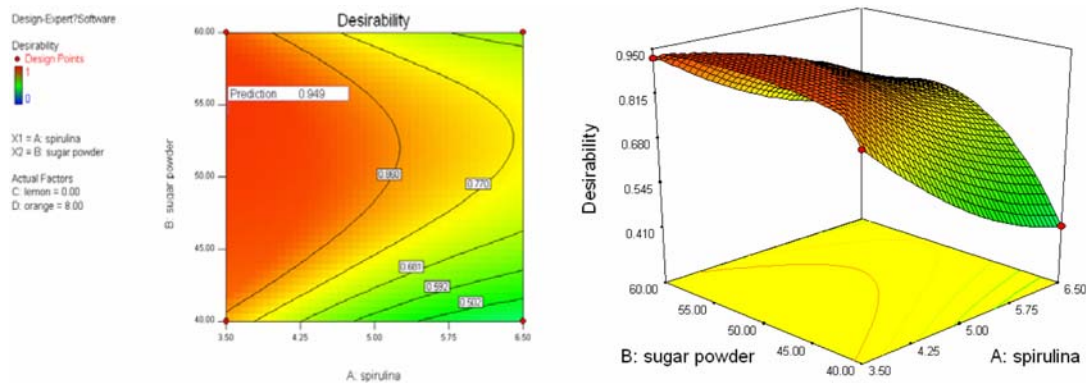 Design-Expert?Software
Desirability
Design Points
1
0
X1 = A: spirulina
X2 = B: sugar powder
Actual Factors
C: lemon = 0.00
D: orange = 8.00
Desirability
60.00
55.00
50.00
45.00
40.00
B: sugar powder
Prediction 0.949
0.860
0.770
0.681
0.592
0.502
3.50
4.25
5.00
5.75
6.50
A: spirulina
0.950
0.815
0.680
0.545
0.410
Desirability
60.00
55.00
50.00
45.00
40.00
B: sugar powder
6.50
5.75
5.00
4.25
3.50
A: spirulina